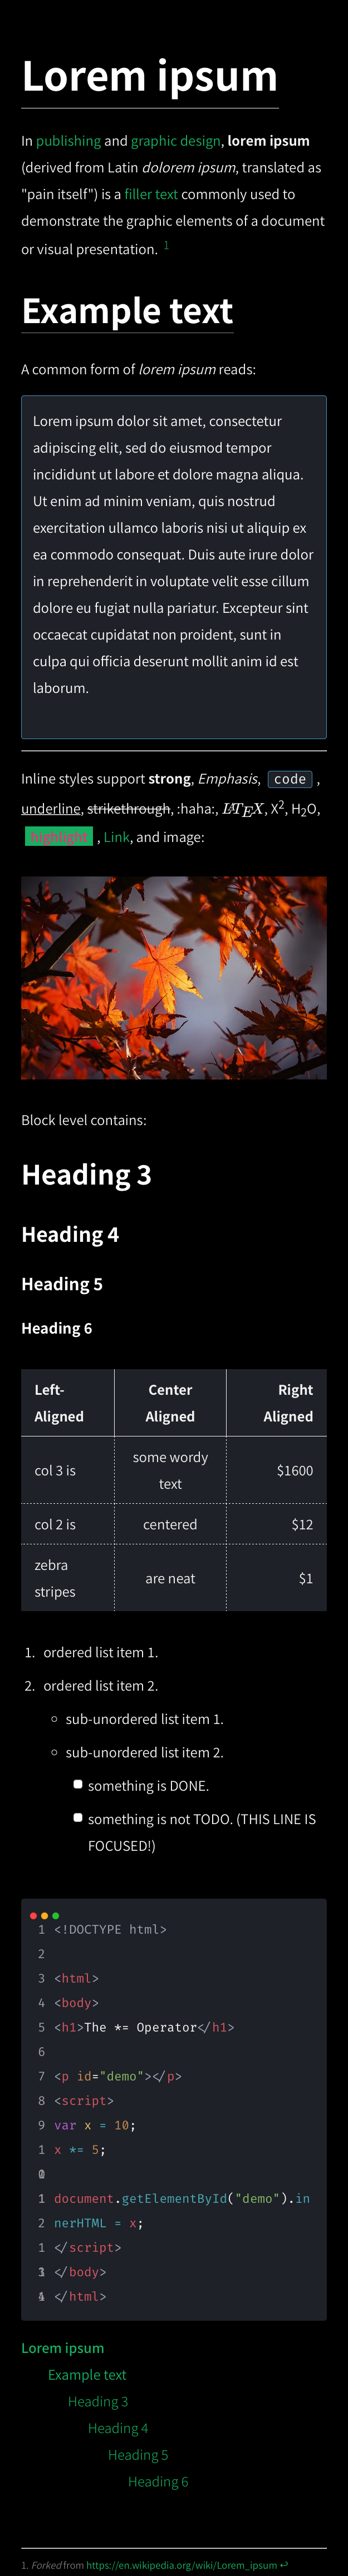 Lorem ipsum
In publishing and graphic design, lorem ipsum
(derived from Latin dolorem ipsum, translated as
"pain itself") is a filler text commonly used to
demonstrate the graphic elements of a document
or visual presentation. 1
Example text
A common form of lorem ipsum reads:
Lorem ipsum dolor sit amet, consectetur
adipiscing elit, sed do eiusmod tempor
incididunt ut labore et dolore magna aliqua.
Ut enim ad minim veniam, quis nostrud
exercitation ullamco laboris nisi ut aliquip ex
ea commodo consequat. Duis aute irure dolor
in reprehenderit in voluptate velit esse cillum
dolore eu fugiat nulla pariatur. Excepteur sint
occaecat cupidatat non proident, sunt in
culpa qui officia deserunt mollit anim id est
laborum.
Inline styles support strong, Emphasis, code ,
underline, strikethrough, :haha:, LATEX, X2, H2O,
highlight , Link, and image:
Block level contains:
Heading 3
Heading 4
Heading 5
Heading 6
Left-Aligned Center Aligned Right Aligned
col 3 is some wordy text $1600
col 2 is centered $12
zebra stripes are neat $1
1. ordered list item 1.
2. ordered list item 2.
○ sub-unordered list item 1.
○ sub-unordered list item 2.
something is DONE.
something is not TODO. (THIS LINE IS
FOCUSED!)
1 <!DOCTYPE html>
2
3 <html>
4 <body>
5 <h1>The *= Operator</h1>
6
7 <p id="demo"></p>
8 <script>
9 var x = 10;
1 x *= 5;
0
1 document.getElementById("demo").in
2 nerHTML = x;
1 </script>
3 </body>
4 </html>
Lorem ipsum
Example text
Heading 3
Heading 4
Heading 5
Heading 6
1. Forked from https://en.wikipedia.org/wiki/Lorem_ipsum ↩